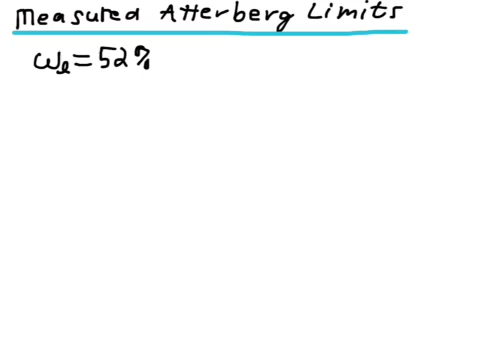 Measured Atterberg Limits
ωₗ = 52 %